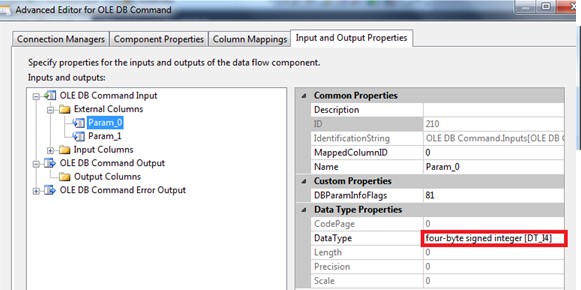 Advanced Editor for OLE DB Command
Connection Managers Component Properties Column Mappings Input and Output Properties
Specify properties for the inputs and outputs of the data flow component.
Inputs and outputs:
OLE DB Command Input
External Columns
Param_0
Param_1
Input Columns
OLE DB Command Output
Output Columns
OLE DB Command Error Output
Common Properties
Description
ID 210
IdentificationString OLE DB Command.Inputs[OLE DB C
MappedColumnID 0
Name Param_0
Custom Properties
DBParamInfoFlags 81
Data Type Properties
CodePage 0
DataType four-byte signed integer [DT_I4]
Length 0
Precision 0
Scale 0